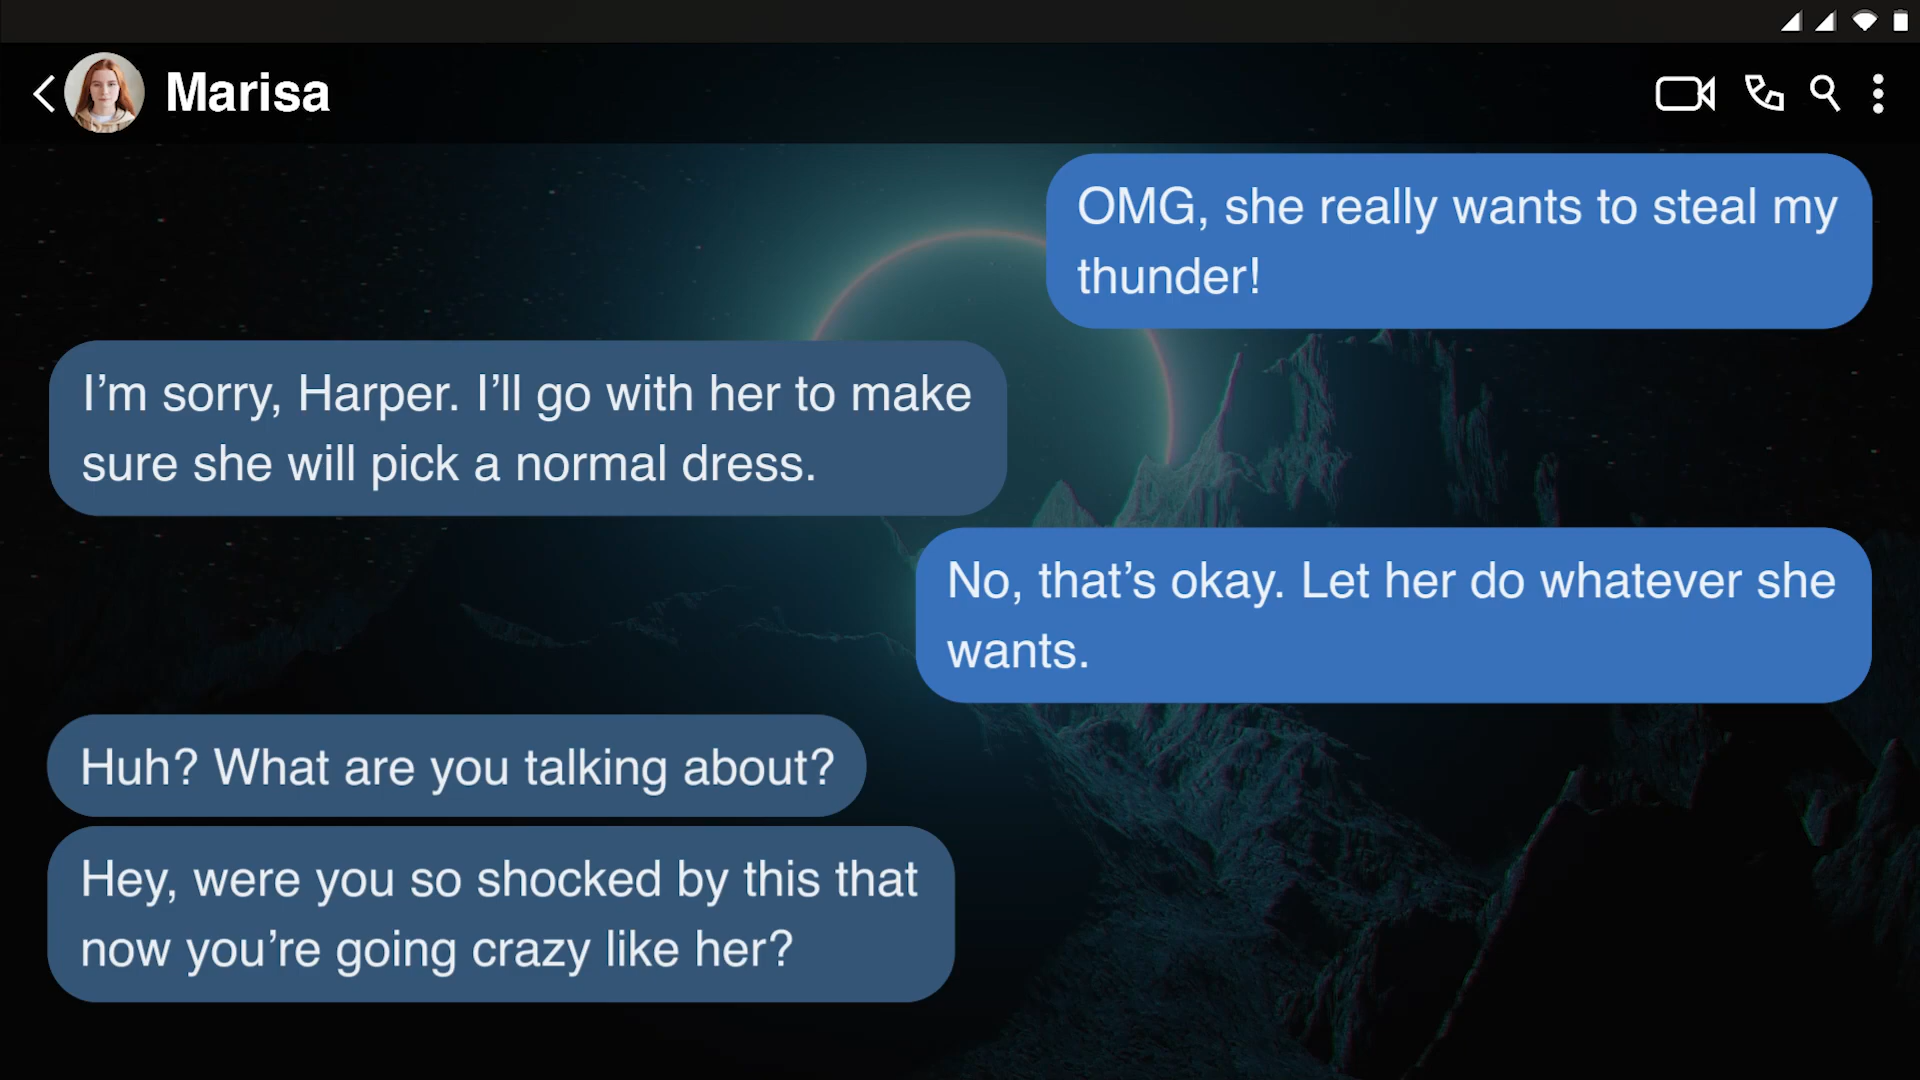 Marisa
OMG, she really wants to steal my
thunder!
I’m sorry, Harper. I’ll go with her to make
sure she will pick a normal dress.
No, that’s okay. Let her do whatever she
wants.
Huh? What are you talking about?
Hey, were you so shocked by this that
now you’re going crazy like her?